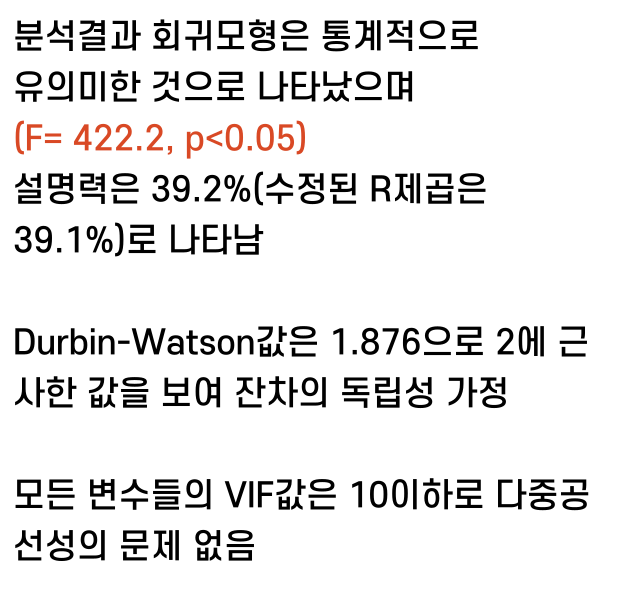 분석결과 회귀모형은 통계적으로
유의미한 것으로 나타났으며
(F= 422.2, p<0.05)
설명력은 39.2%(수정된 R제곱은
39.1%)로 나타남
Durbin-Watson값은 1.876으로 2에 근
사한 값을 보여 잔차의 독립성 가정
모든 변수들의 VIF값은 10이하로 다중공
선성의 문제 없음